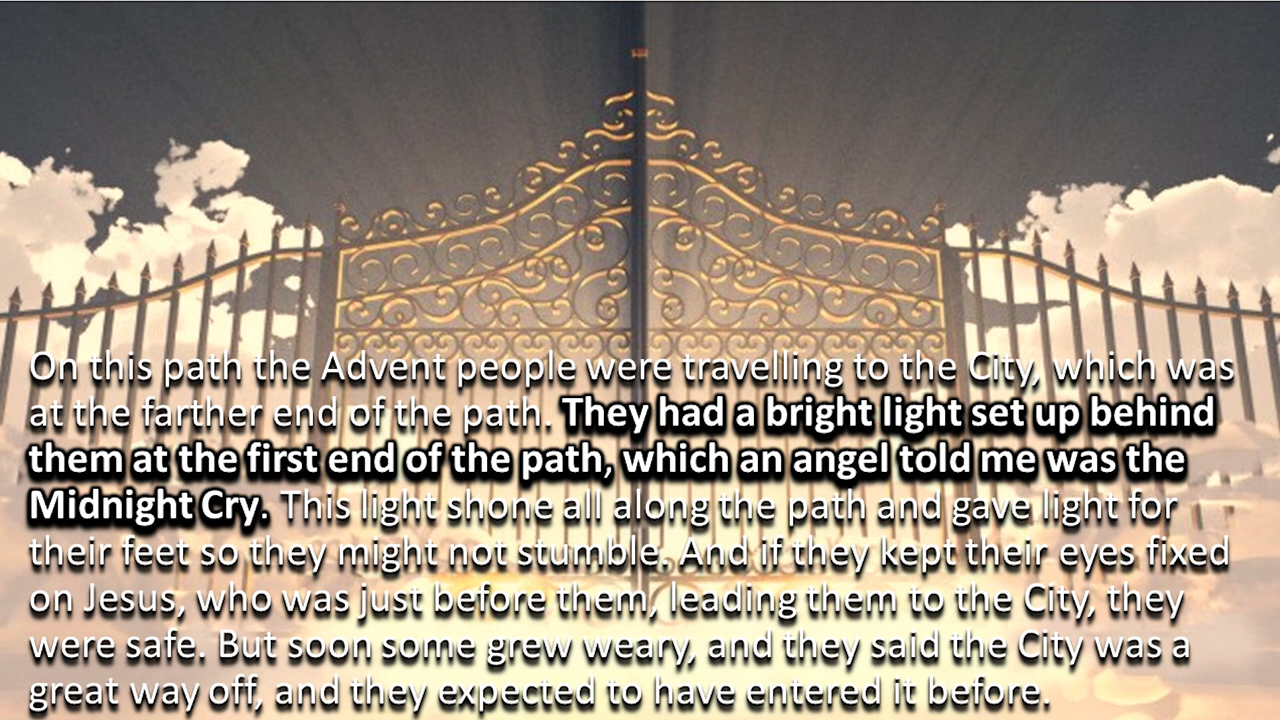 On this path the Advent people were travelling to the City, which was
at the farther end of the path. They had a bright light set up behind
them at the first end of the path, which an angel told me was the
Midnight Cry. This light shone all along the path and gave light for
their feet so they might not stumble. And if they kept their eyes fixed
on Jesus, who was just before them, leading them to the City, they
were safe. But soon some grew weary, and they said the City was a
great way off, and they expected to have entered it before.